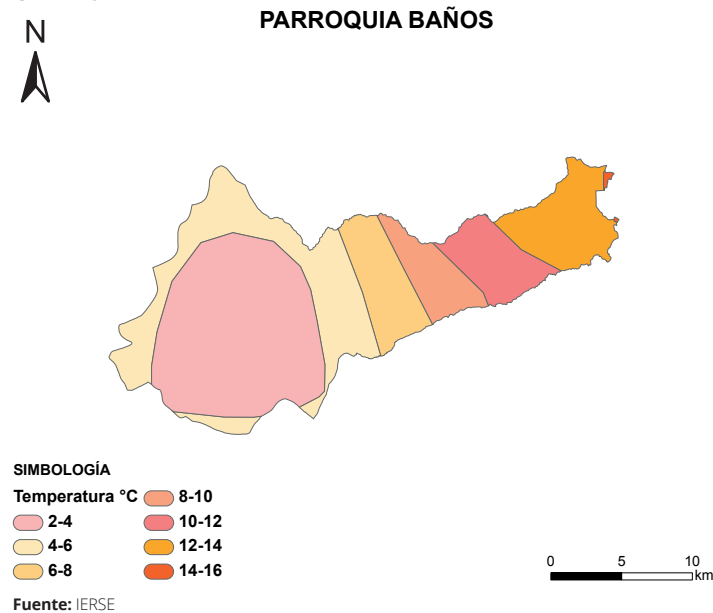 PARROQUIA BAÑOS
N
SIMBOLOGÍA
Temperatura °C
2-4
4-6
6-8
8-10
10-12
12-14
14-16
0 5 10
km
Fuente: IERSE